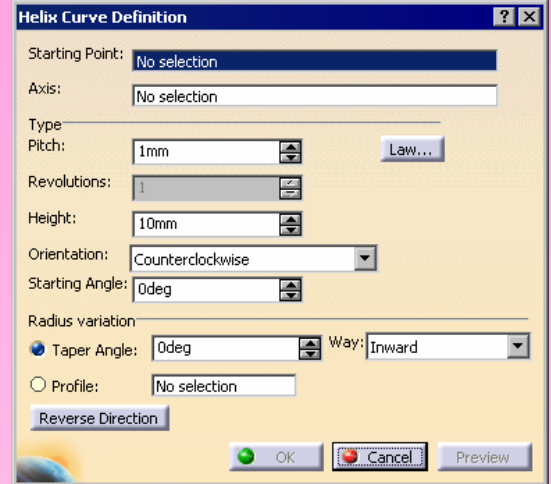 Helix Curve Definition
Starting Point: No selection
Axis: No selection
Type
Pitch: 1mm Law...
Revolutions: 1
Height: 10mm
Orientation: Counterclockwise
Starting Angle: 0deg
Radius variation
Taper Angle: 0deg Way: Inward
Profile: No selection
Reverse Direction
OK Cancel Preview